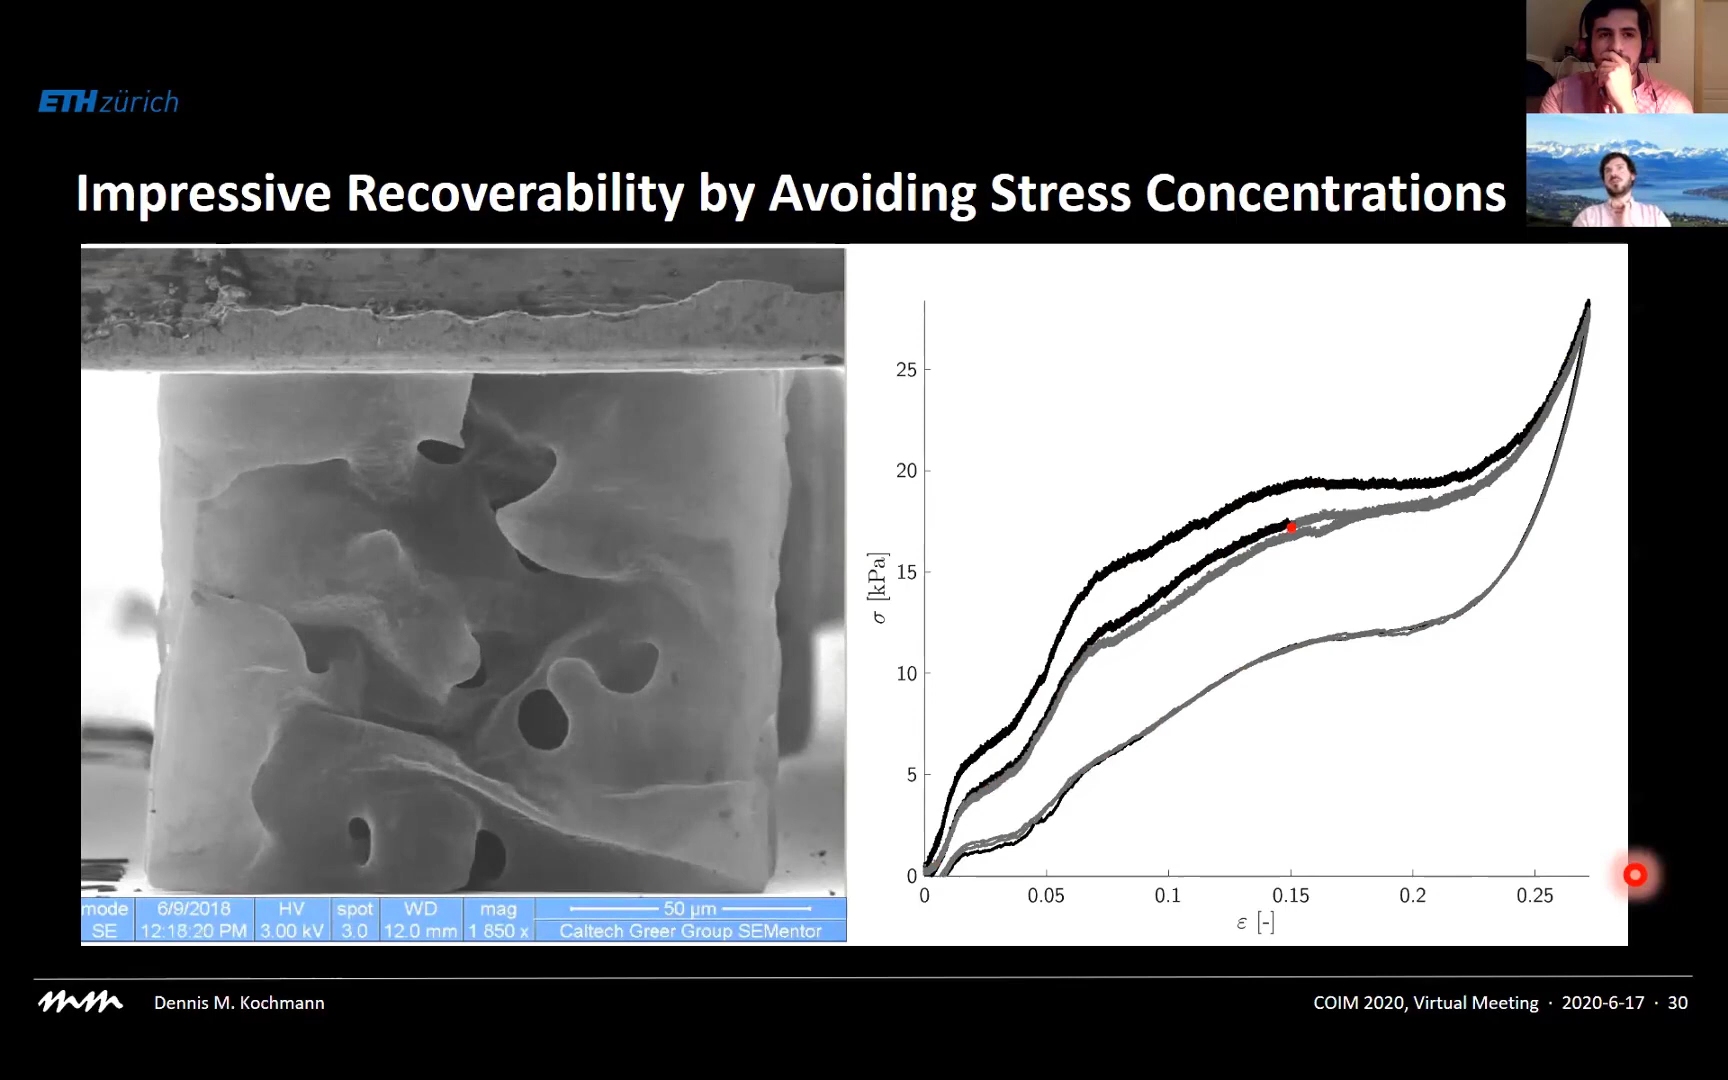 ETH zürich
Impressive Recoverability by Avoiding Stress Concentrations
25
20
15
10
5
0
σ [kPa]
0 0.05 0.1 0.15 0.2 0.25
ε [-]
mode 6/9/2018 HV spot WD mag 50 µm
SE 12:18:20 PM 3.00 kV 3.0 12.0 mm 1 850 x Caltech Greer Group SEMentor
Dennis M. Kochmann
COIM 2020, Virtual Meeting · 2020-6-17 · 30